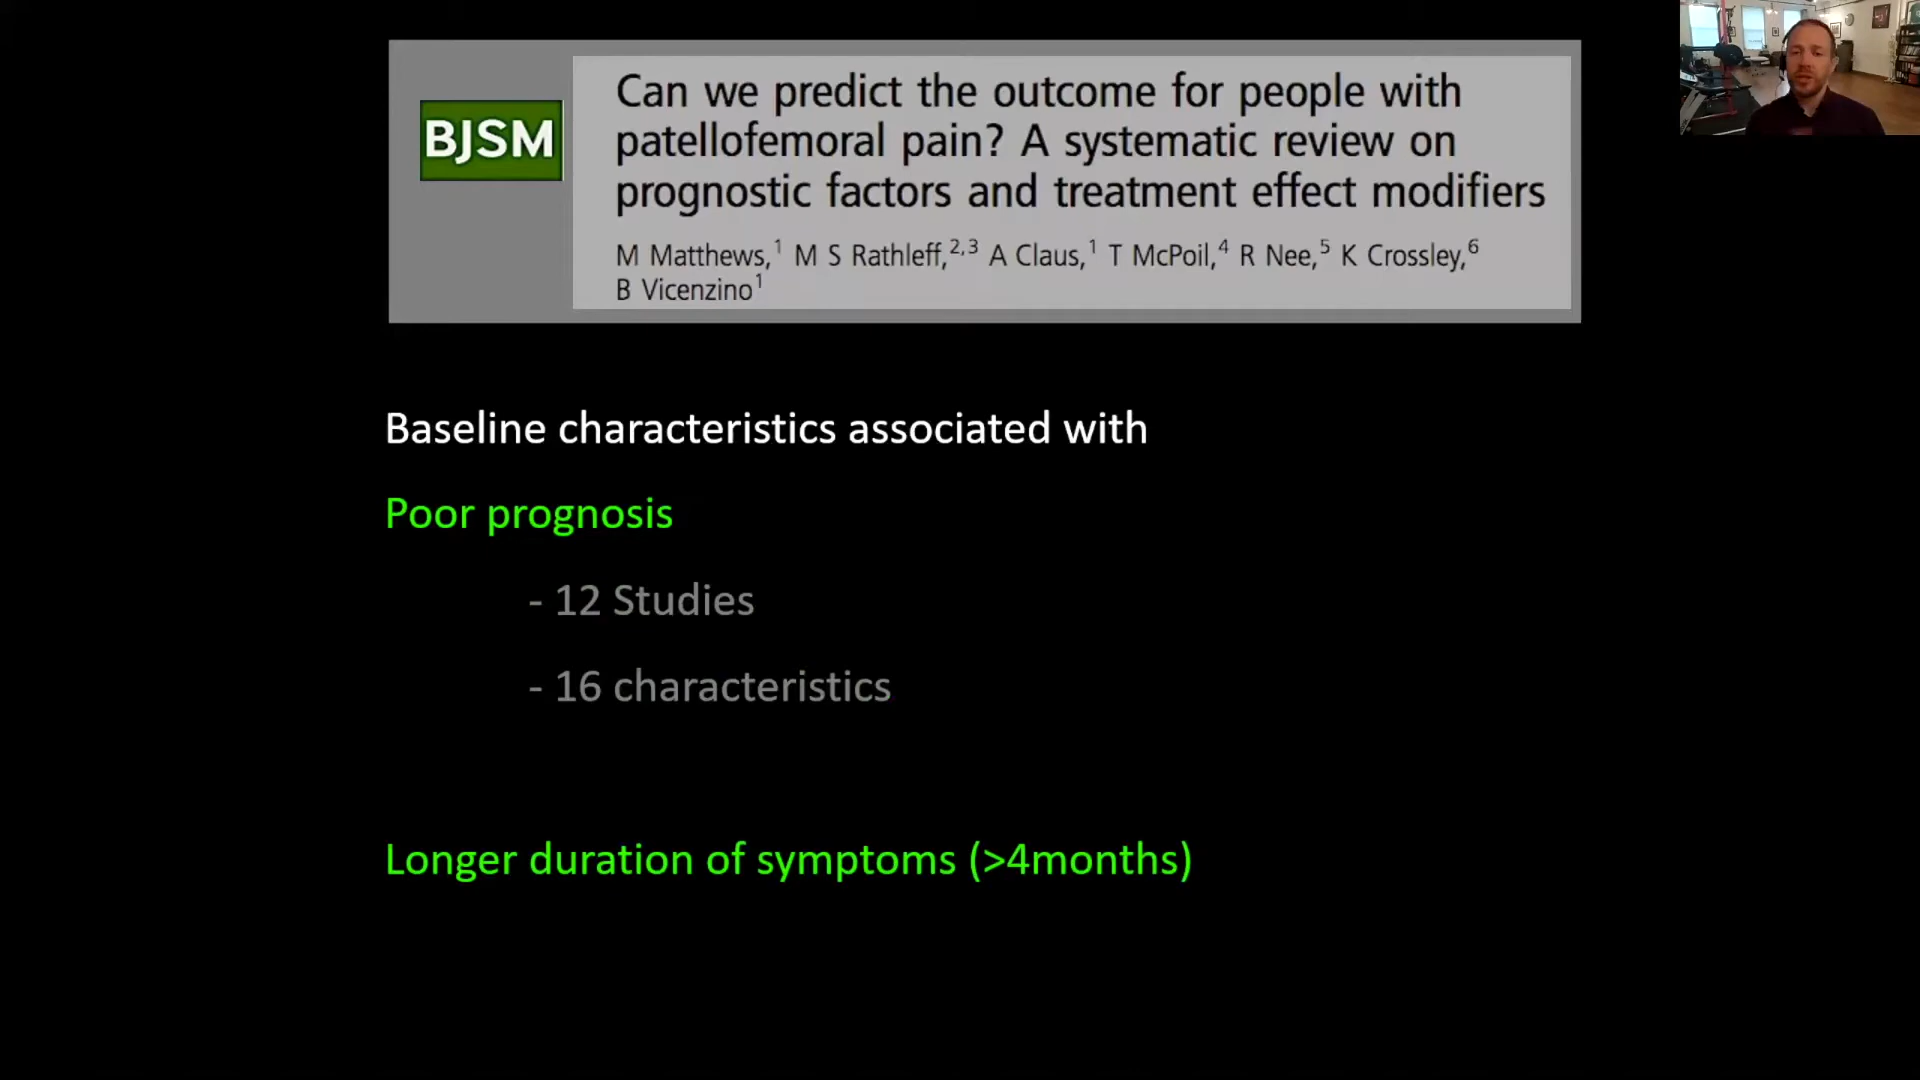 BJSM
Can we predict the outcome for people with
patellofemoral pain? A systematic review on
prognostic factors and treatment effect modifiers
M Matthews,1 M S Rathleff,2,3 A Claus,1 T McPoil,4 R Nee,5 K Crossley,6
B Vicenzino1
Baseline characteristics associated with
Poor prognosis
- 12 Studies
- 16 characteristics
Longer duration of symptoms (>4months)